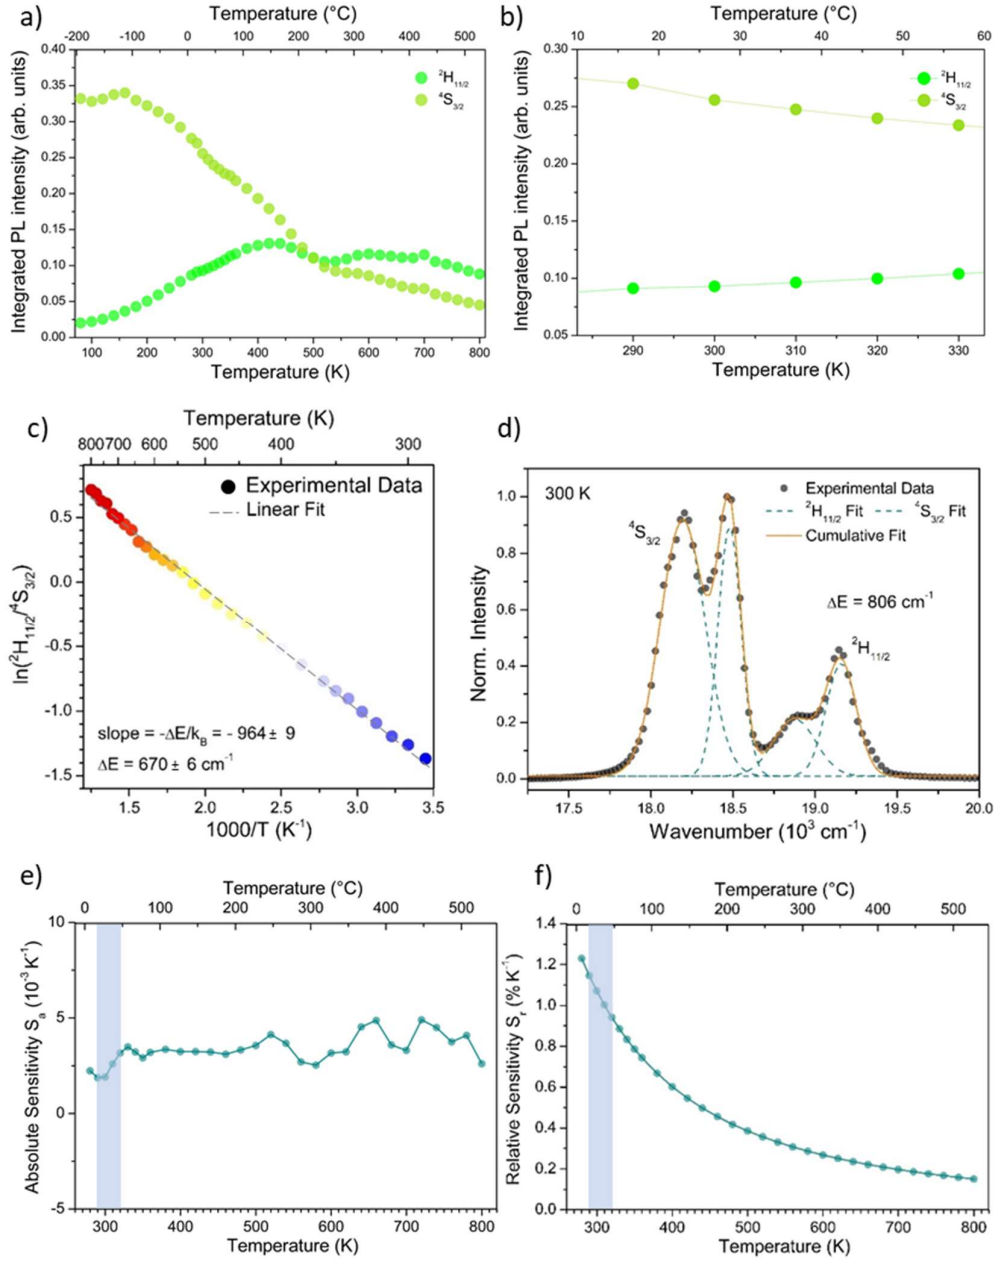 a)
Temperature (°C)
-200 -100 0 100 200 300 400 500
Integrated PL intensity (arb. units)
0.40
0.35
0.30
0.25
0.20
0.15
0.10
0.05
0.00
²H₁₁/₂
⁴S₃/₂
100 200 300 400 500 600 700 800
Temperature (K)
b)
Temperature (°C)
10 20 30 40 50 60
Integrated PL intensity (arb. units)
0.30
0.25
0.20
0.15
0.10
0.05
²H₁₁/₂
⁴S₃/₂
290 300 310 320 330
Temperature (K)
c)
Temperature (K)
800 700 600 500 400 300
ln(²H₁₁/₂/⁴S₃/₂)
0.5
0.0
-0.5
-1.0
-1.5
Experimental Data
Linear Fit
slope = -ΔE/k_B = - 964 ± 9
ΔE = 670 ± 6 cm⁻¹
1.5 2.0 2.5 3.0 3.5
1000/T (K⁻¹)
d)
Norm. Intensity
1.0
0.8
0.6
0.4
0.2
0.0
300 K
Experimental Data
²H₁₁/₂ Fit ⁴S₃/₂ Fit
Cumulative Fit
⁴S₃/₂
ΔE = 806 cm⁻¹
²H₁₁/₂
17.5 18.0 18.5 19.0 19.5 20.0
Wavenumber (10³ cm⁻¹)
e)
Temperature (°C)
0 100 200 300 400 500
Absolute Sensitivity Sₐ (10⁻³ K⁻¹)
10
5
0
-5
300 400 500 600 700 800
Temperature (K)
f)
Temperature (°C)
0 100 200 300 400 500
Relative Sensitivity Sᵣ (% K⁻¹)
1.4
1.2
1.0
0.8
0.6
0.4
0.2
0.0
300 400 500 600 700 800
Temperature (K)